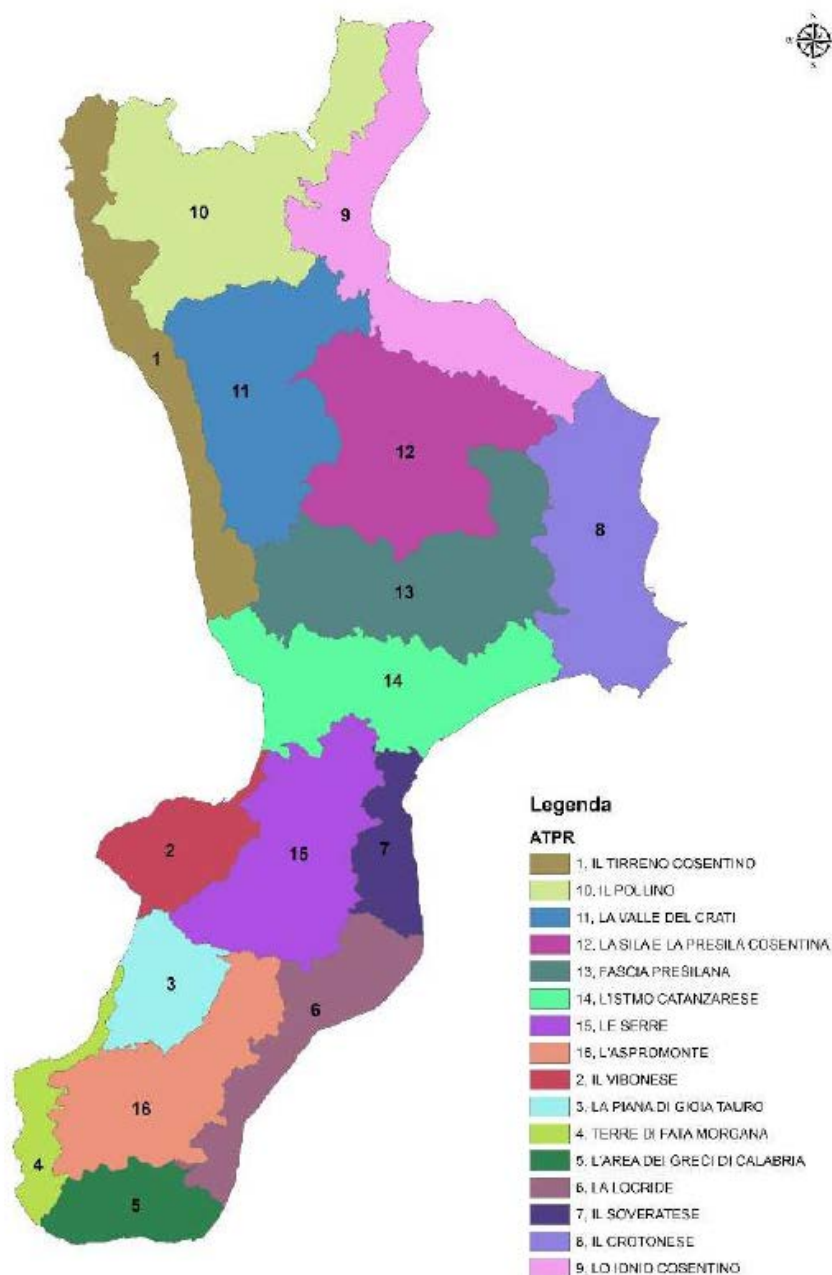 N
S
10
9
1
11
12
8
13
14
2
15
7
3
6
16
4
5
Legenda
ATPR
1, IL TIRRENO COSENTINO
10, IL POLLINO
11, LA VALLE DEL CRATI
12, LA SILA E LA PRESILA COSENTINA
13, FASCIA PRESILANA
14, L'ISTMO CATANZARESE
15, LE SERRE
16, L'ASPROMONTE
2, IL VIBONESE
3, LA PIANA DI GIOIA TAURO
4, TERRE DI FATA MORGANA
5, L'AREA DEI GRECI DI CALABRIA
6, LA LOCRIDE
7, IL SOVERATESE
8, IL CROTONESE
9, LO IONIO COSENTINO